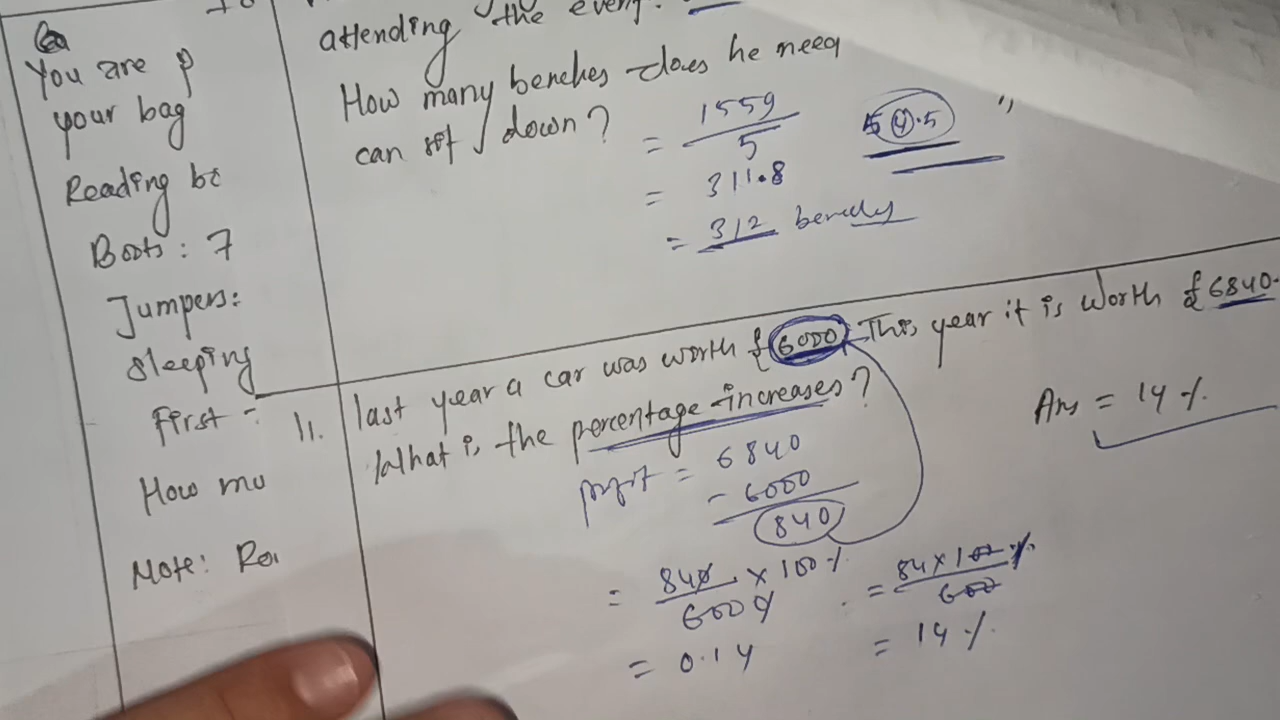 You are
your bag
Reading
Boots: 7
Jumpers:
sleeping
First
How mu
Note:
attending the event.
How many benches does he need
can sit down?
= 1559
5
= 311.8
= 312
11. last year a car was worth £6000. This year it is worth £6840.
What is the percentage increases?
= 6840
- 6000
840
= 840 × 100%
6000
= 0.14
= 84×100%
600
= 14%
Ans = 14%